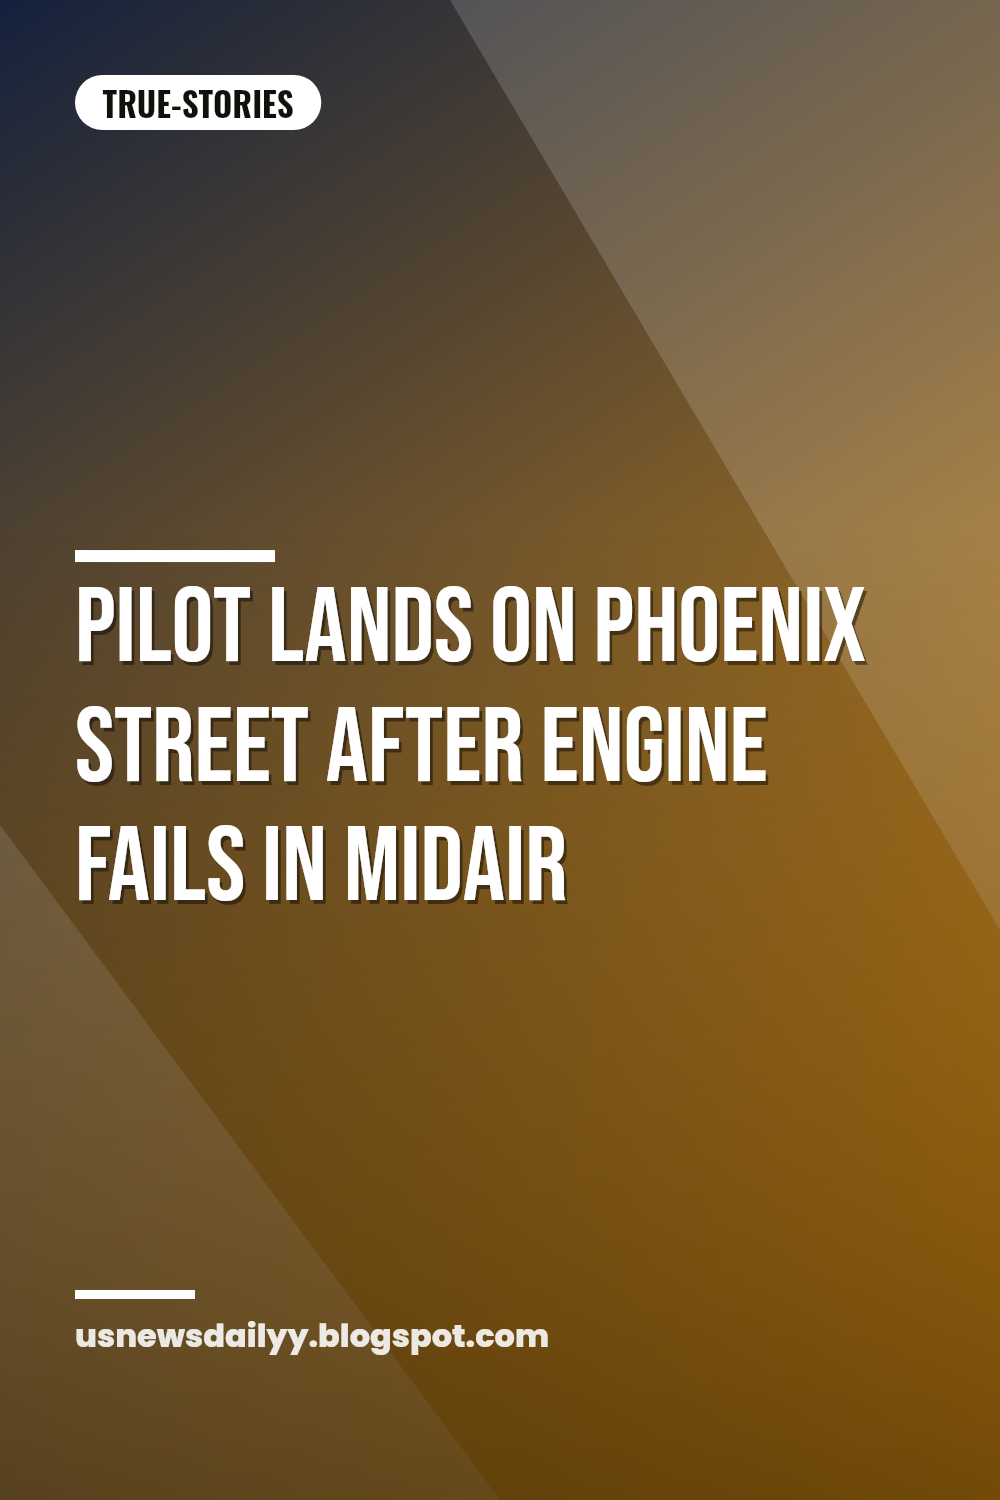 TRUE-STORIES
PILOT LANDS ON PHOENIX
STREET AFTER ENGINE
FAILS IN MIDAIR
usnewsdailyy.blogspot.com